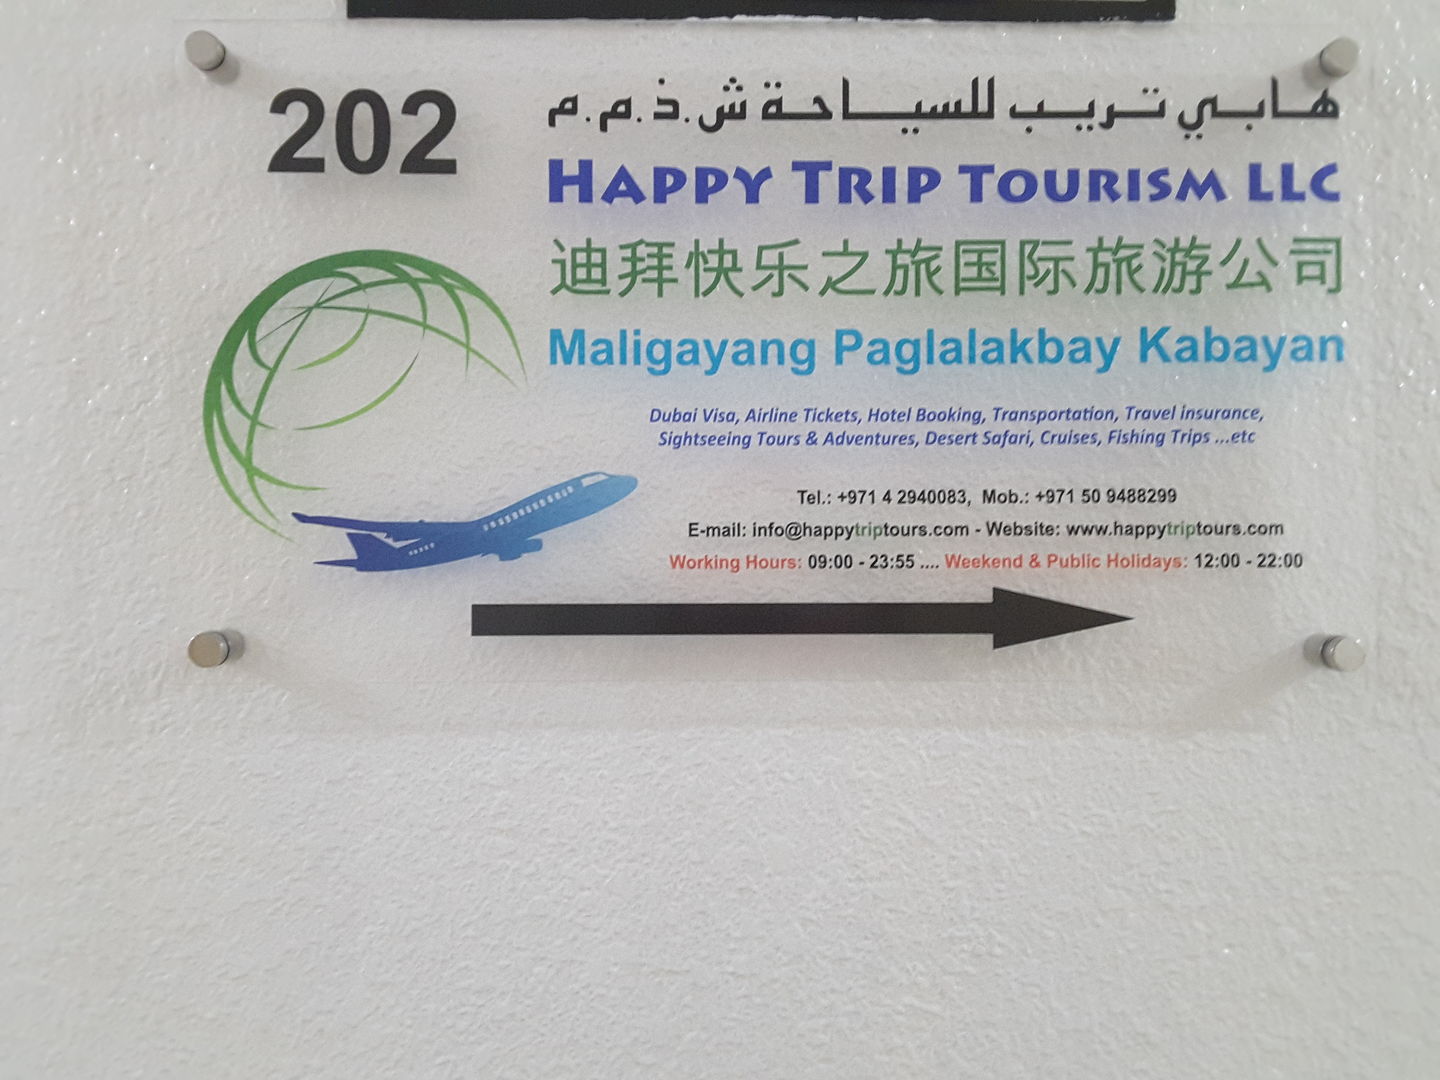 202
هابي تريب للسياحة ش.ذ.م.م
HAPPY TRIP TOURISM LLC
迪拜快乐之旅国际旅游公司
Maligayang Paglalakbay Kabayan
Dubai Visa, Airline Tickets, Hotel Booking, Transportation, Travel insurance,
Sightseeing Tours & Adventures, Desert Safari, Cruises, Fishing Trips ...etc
Tel.: +971 4 2940083, Mob.: +971 50 9488299
E-mail: info@happytriptours.com - Website: www.happytriptours.com
Working Hours: 09:00 - 23:55 .... Weekend & Public Holidays: 12:00 - 22:00